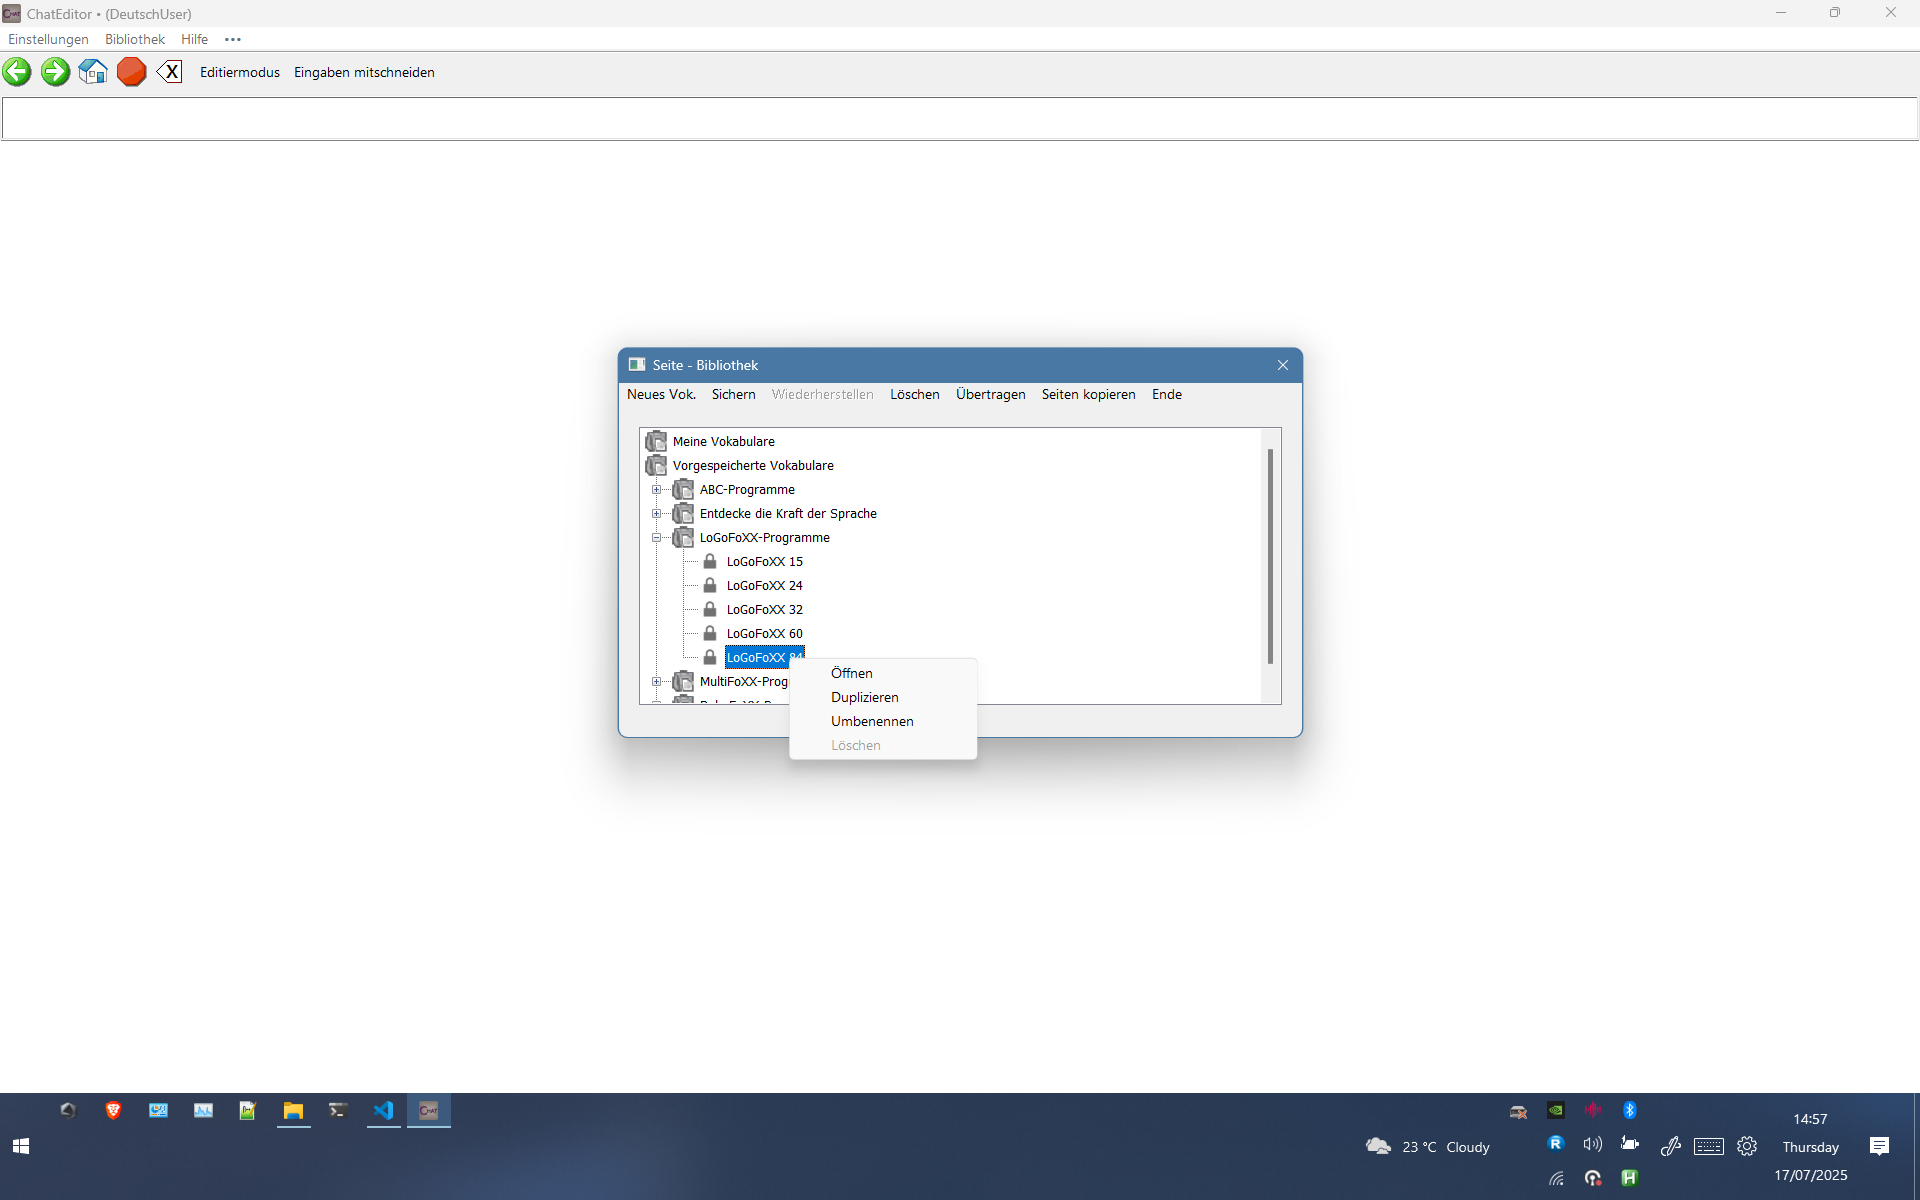 ChatEditor • (DeutschUser)
Einstellungen Bibliothek Hilfe •••
X Editiermodus Eingaben mitschneiden
Seite - Bibliothek
Neues Vok. Sichern Wiederherstellen Löschen Übertragen Seiten kopieren Ende
Meine Vokabulare
Vorgespeicherte Vokabulare
ABC-Programme
Entdecke die Kraft der Sprache
LoGoFoXX-Programme
LoGoFoXX 15
LoGoFoXX 24
LoGoFoXX 32
LoGoFoXX 60
LoGoFoXX 84
MultiFoXX-Prog
Öffnen
Duplizieren
Umbenennen
Löschen
CHAT
14:57
23 °C Cloudy
Thursday
17/07/2025